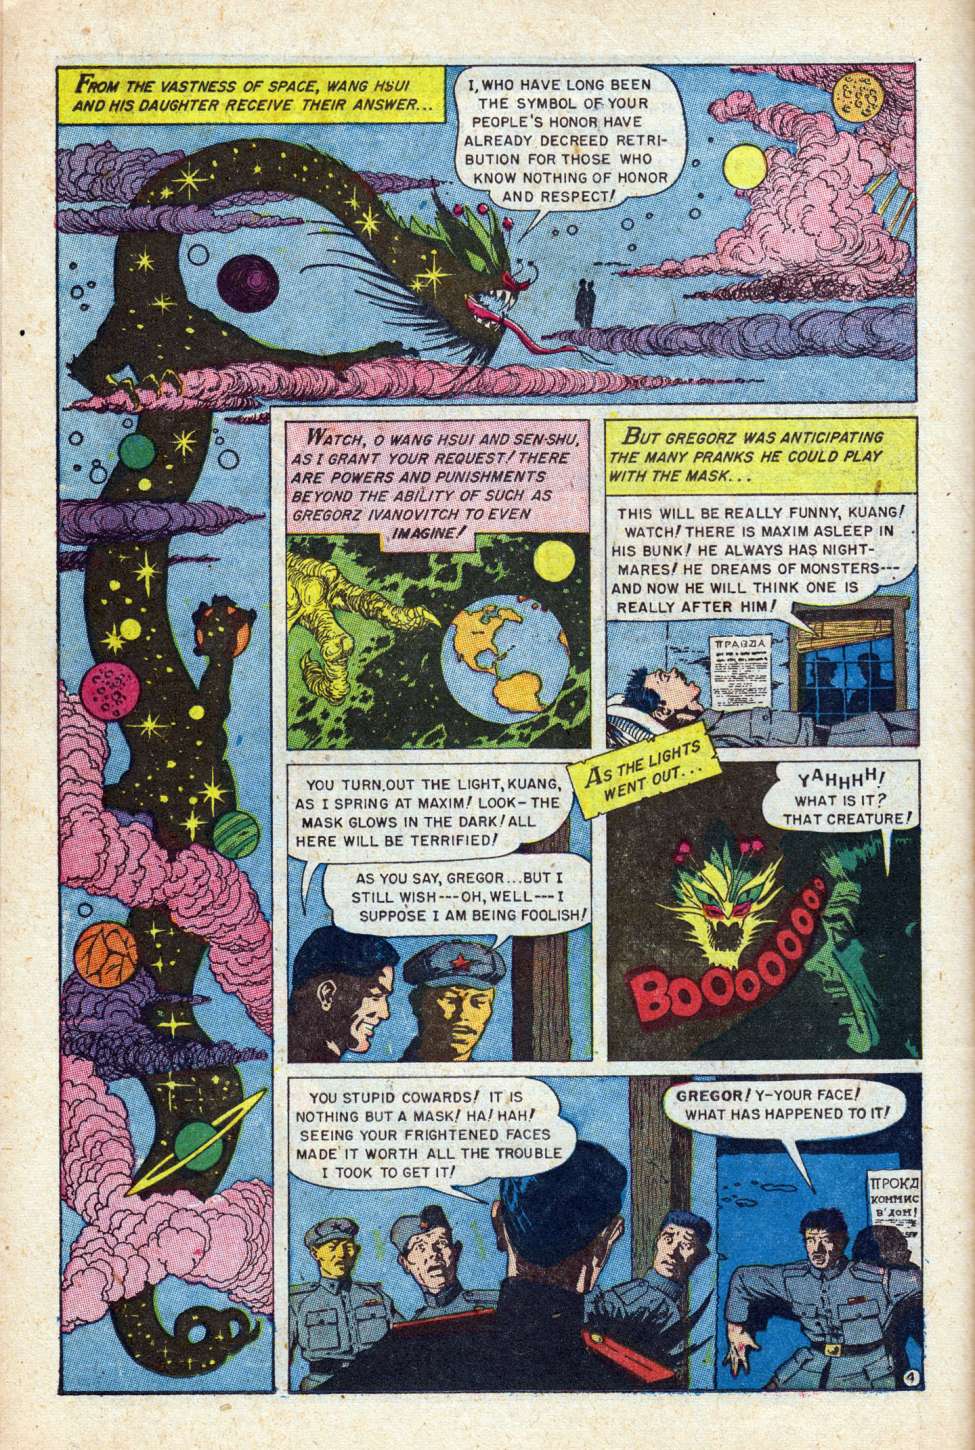 FROM THE VASTNESS OF SPACE, WANG HSUI
AND HIS DAUGHTER RECEIVE THEIR ANSWER...
I, WHO HAVE LONG BEEN
THE SYMBOL OF YOUR
PEOPLE'S HONOR HAVE
ALREADY DECREED RETRI-
BUTION FOR THOSE WHO
KNOW NOTHING OF HONOR
AND RESPECT!
WATCH, O WANG HSUI AND SEN-SHU,
AS I GRANT YOUR REQUEST! THERE
ARE POWERS AND PUNISHMENTS
BEYOND THE ABILITY OF SUCH AS
GREGORZ IVANOVITCH TO EVEN
IMAGINE!
BUT GREGORZ WAS ANTICIPATING
THE MANY PRANKS HE COULD PLAY
WITH THE MASK...
THIS WILL BE REALLY FUNNY, KUANG!
WATCH! THERE IS MAXIM ASLEEP IN
HIS BUNK! HE ALWAYS HAS NIGHT-
MARES! HE DREAMS OF MONSTERS---
AND NOW HE WILL THINK ONE IS
REALLY AFTER HIM!
ПРАВДА
YOU TURN OUT THE LIGHT, KUANG,
AS I SPRING AT MAXIM! LOOK-THE
MASK GLOWS IN THE DARK! ALL
HERE WILL BE TERRIFIED!
AS YOU SAY, GREGOR...BUT I
STILL WISH---OH, WELL---I
SUPPOSE I AM BEING FOOLISH!
AS THE LIGHTS
WENT OUT...
BOOOOOOOO
YAHHHH!
WHAT IS IT?
THAT CREATURE!
YOU STUPID COWARDS! IT IS
NOTHING BUT A MASK! HA! HAH!
SEEING YOUR FRIGHTENED FACES
MADE IT WORTH ALL THE TROUBLE
I TOOK TO GET IT!
GREGOR! Y-YOUR FACE!
WHAT HAS HAPPENED TO IT!
ПРОКД
КОММИС
В'ДОМ!
4